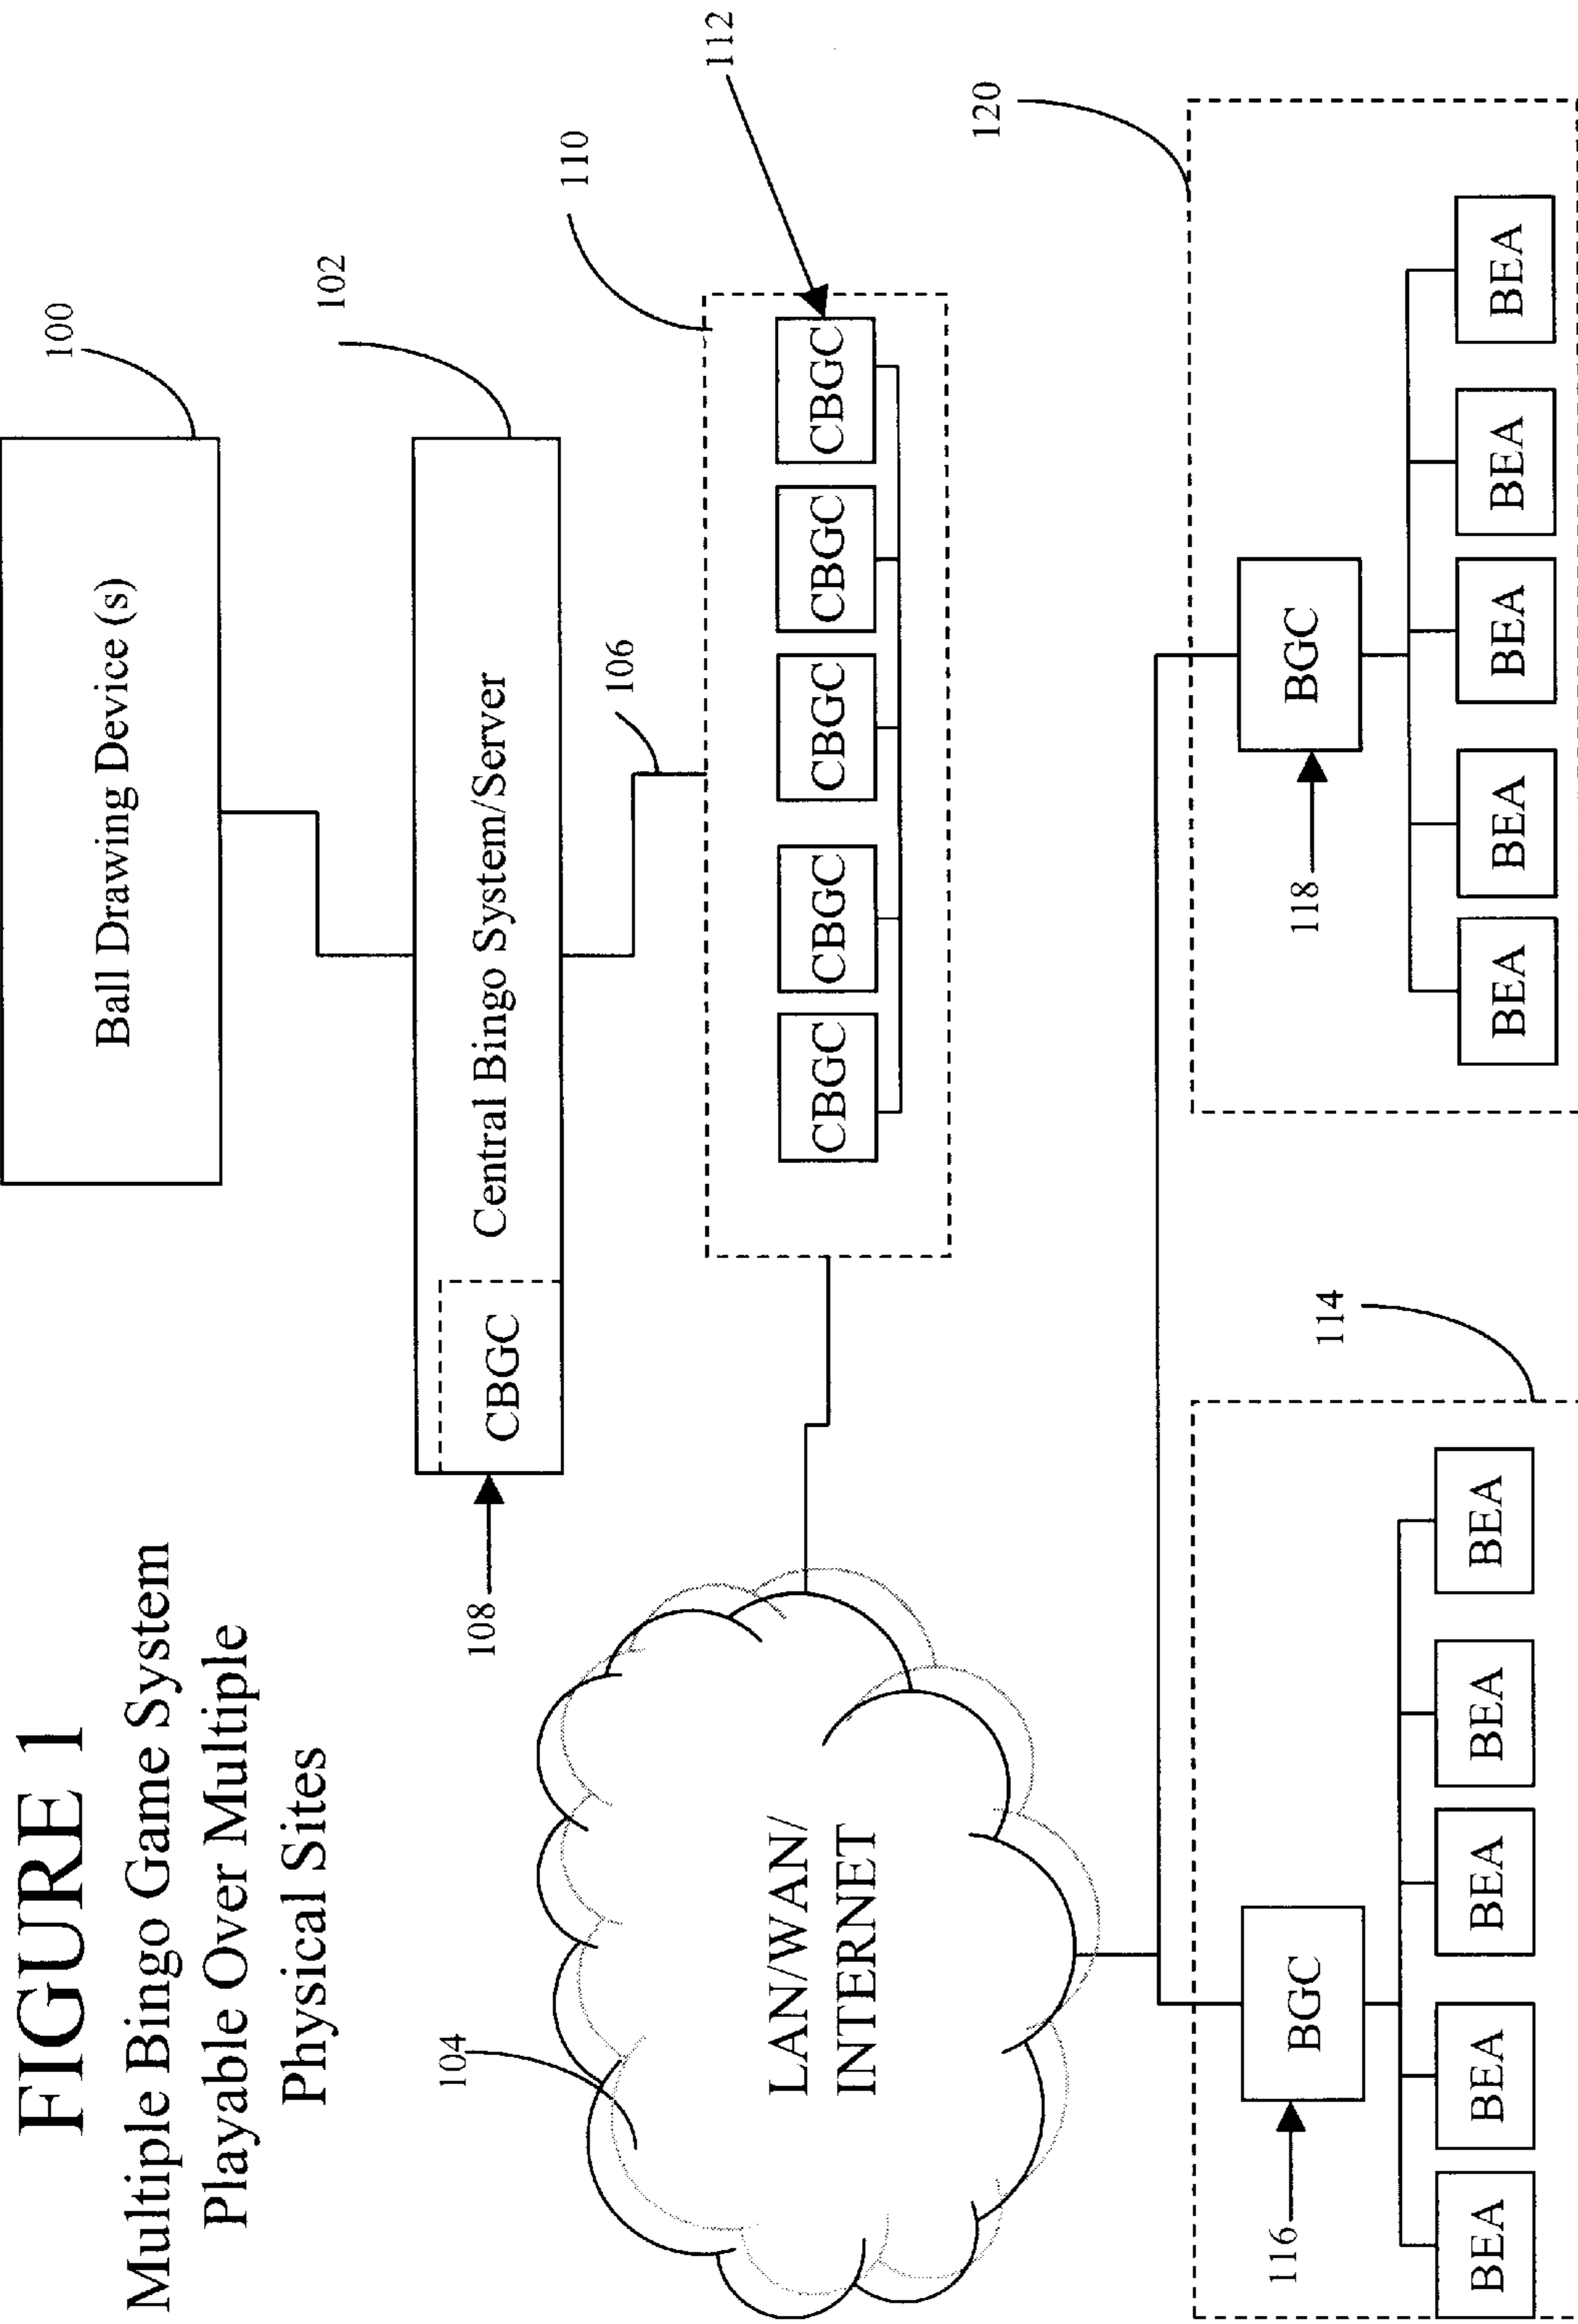 FIGURE 1
Multiple Bingo Game System
Playable Over Multiple
Physical Sites
100
Ball Drawing Device (s)
102
Central Bingo System/Server
CBGC
108
106
110
112
CBGC
CBGC
CBGC
CBGC
CBGC
104
LAN/WAN/
INTERNET
114
116
BGC
BEA
BEA
BEA
BEA
BEA
120
118
BGC
BEA
BEA
BEA
BEA
BEA